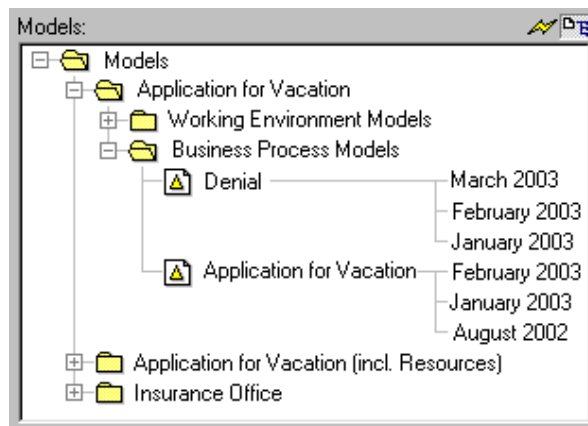 Models:
Models
Application for Vacation
Working Environment Models
Business Process Models
Denial March 2003
February 2003
January 2003
Application for Vacation February 2003
January 2003
August 2002
Application for Vacation (incl. Resources)
Insurance Office